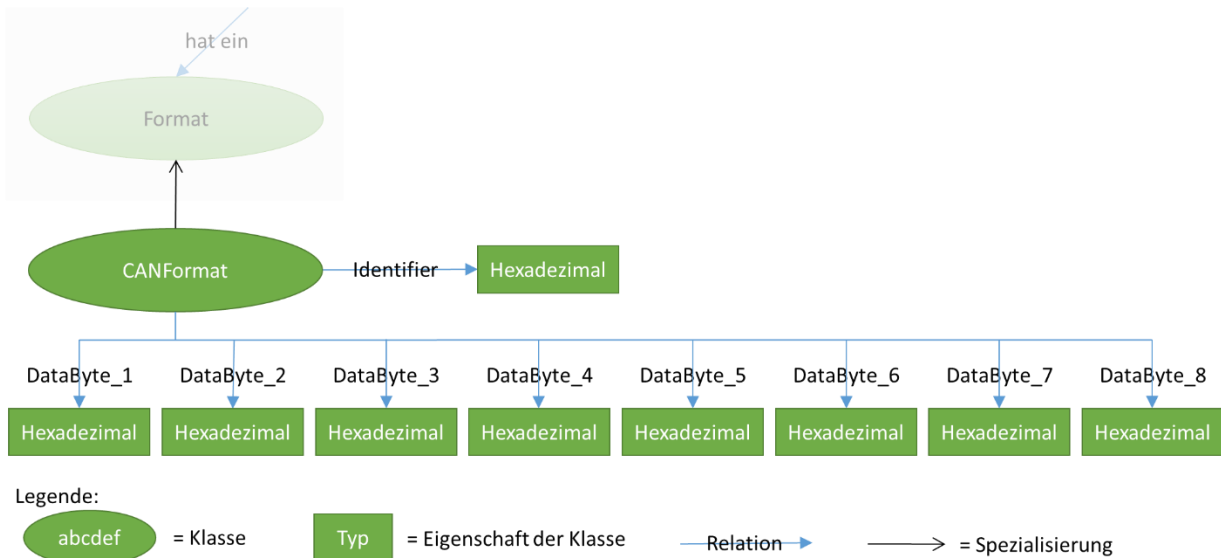 hat ein
Format
CANFormat
Identifier
Hexadezimal
DataByte_1 DataByte_2 DataByte_3 DataByte_4 DataByte_5 DataByte_6 DataByte_7 DataByte_8
Hexadezimal Hexadezimal Hexadezimal Hexadezimal Hexadezimal Hexadezimal Hexadezimal Hexadezimal
Legende:
abcdef = Klasse Typ = Eigenschaft der Klasse Relation = Spezialisierung